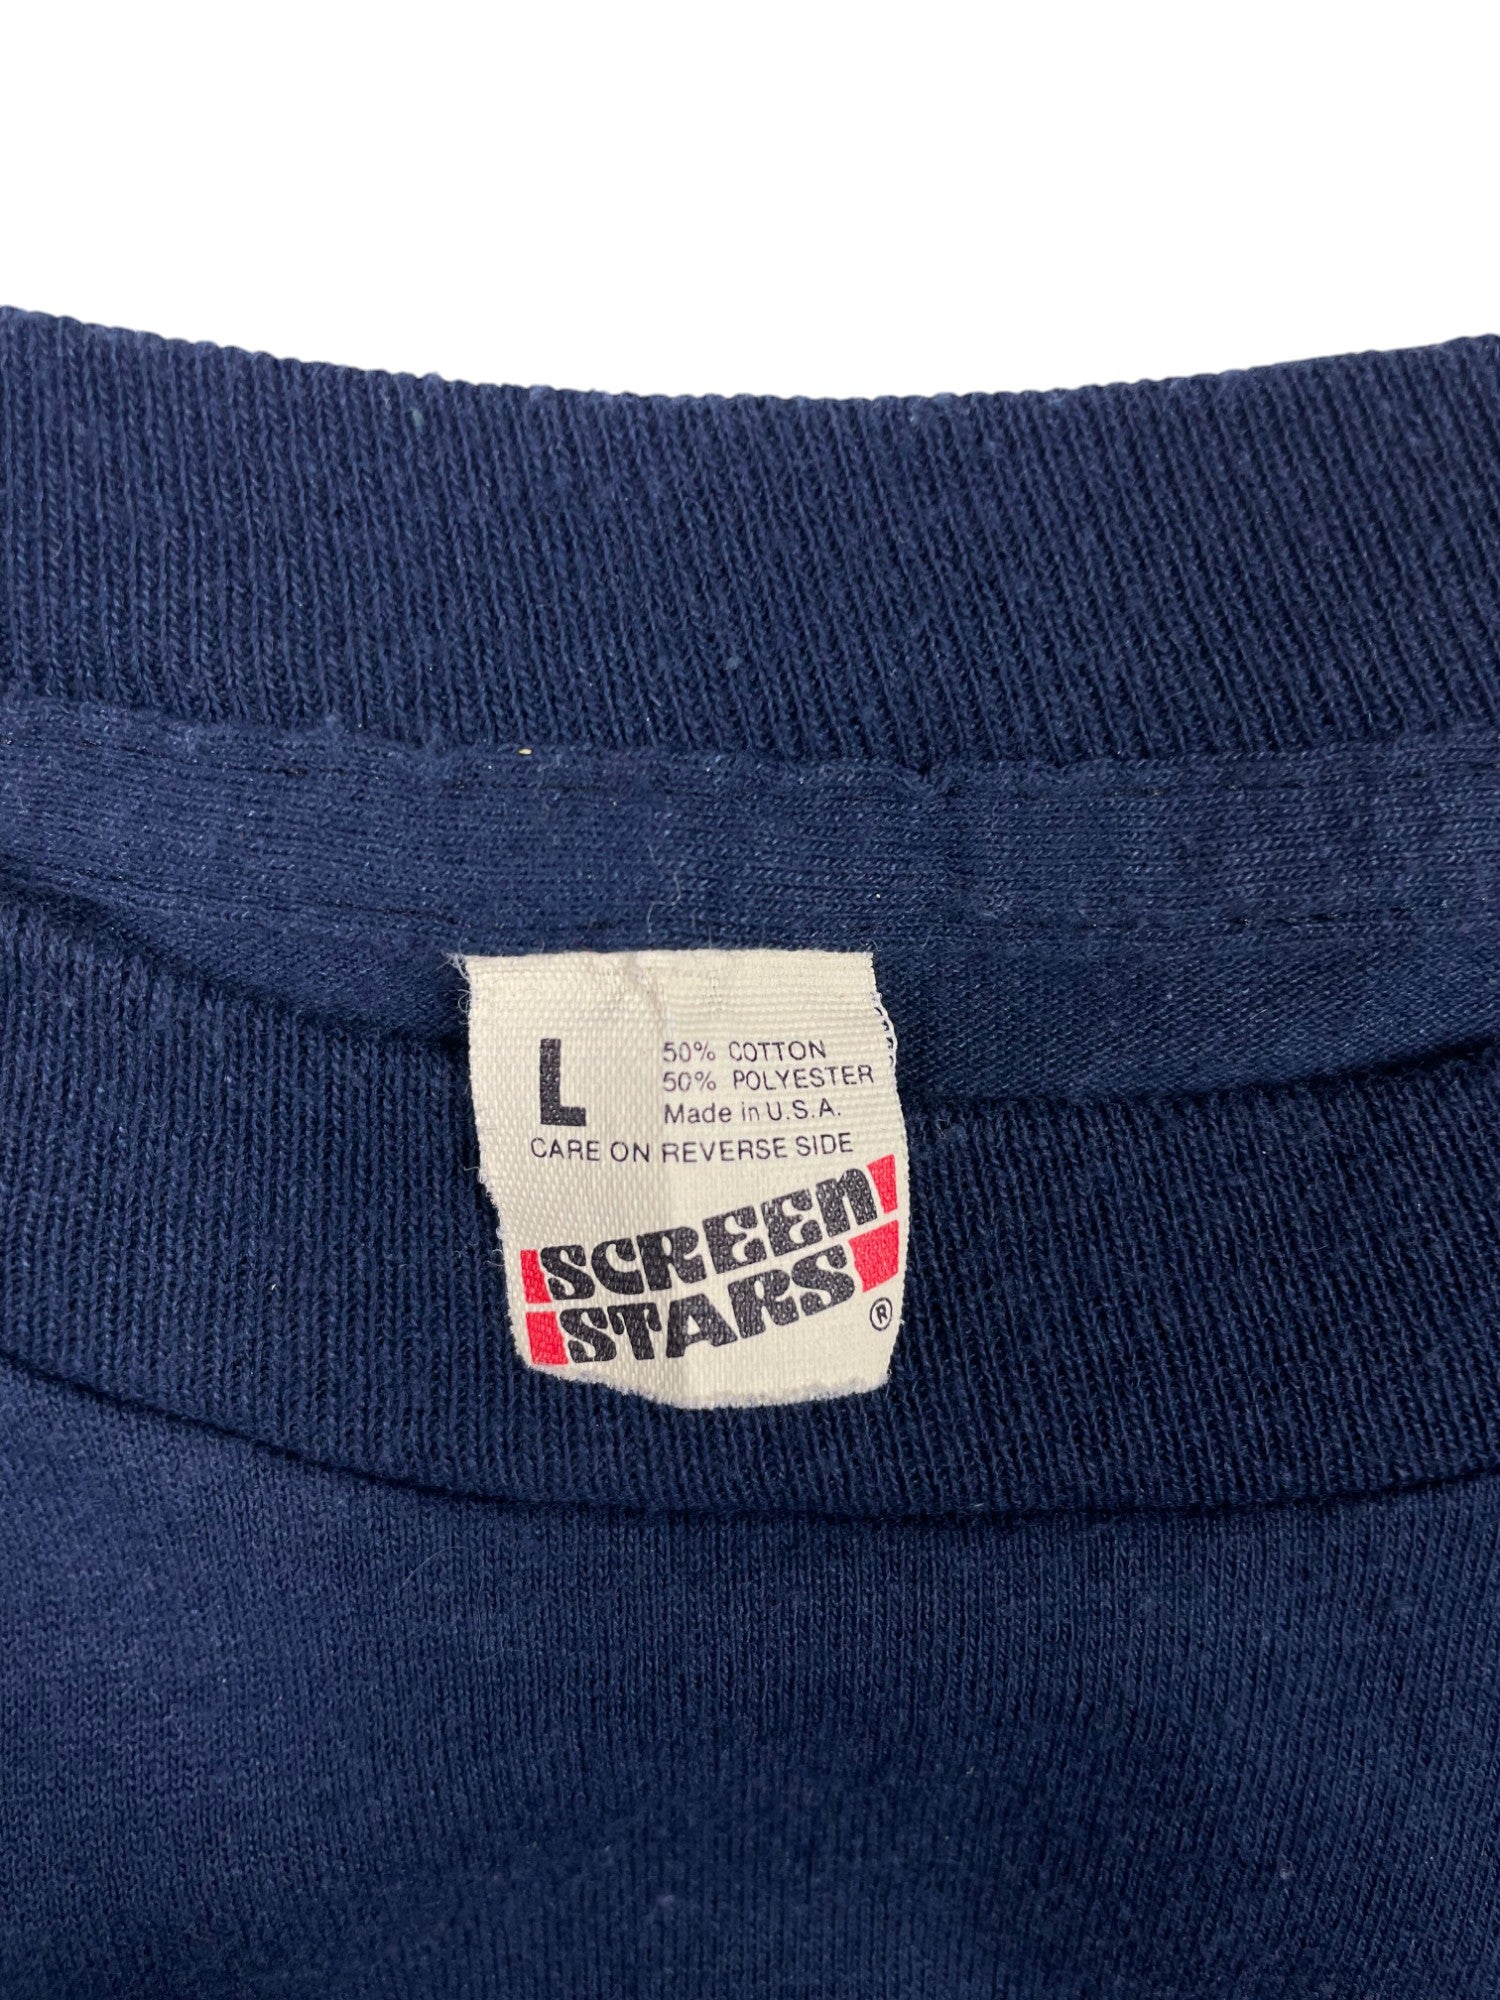 L
50% COTTON
50% POLYESTER
Made in U.S.A.
CARE ON REVERSE SIDE
SCREEN
STARS ®